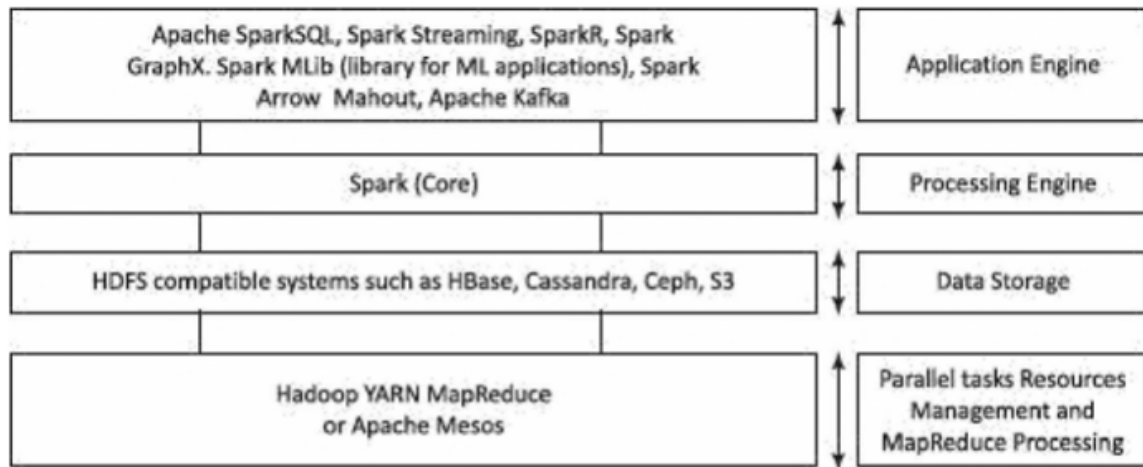 Apache SparkSQL, Spark Streaming, SparkR, Spark
GraphX. Spark MLib (library for ML applications), Spark
Arrow Mahout, Apache Kafka
Application Engine
Spark (Core)
Processing Engine
HDFS compatible systems such as HBase, Cassandra, Ceph, S3
Data Storage
Hadoop YARN MapReduce
or Apache Mesos
Parallel tasks Resources
Management and
MapReduce Processing